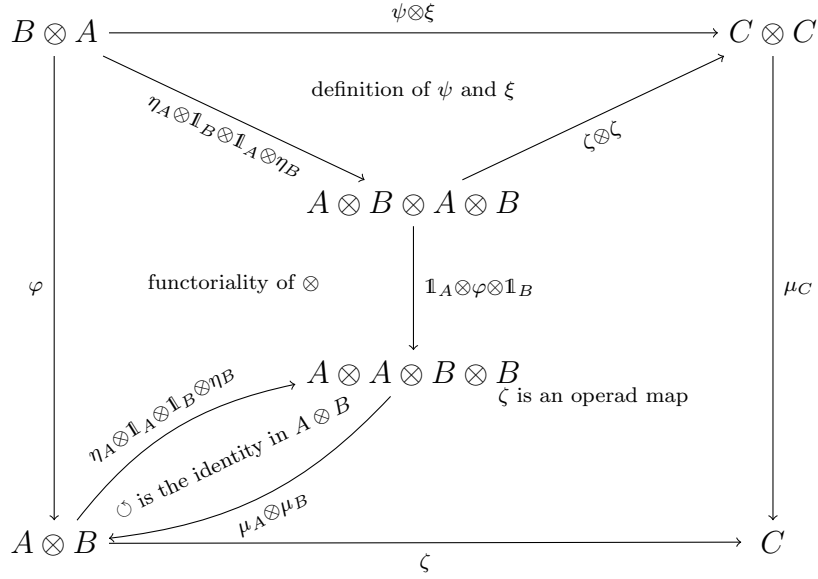 ψ⊗ξ
B ⊗ A
C ⊗ C
definition of ψ and ξ
η_A⊗𝟙_B⊗𝟙_A⊗η_B
ζ⊗ζ
A ⊗ B ⊗ A ⊗ B
φ
functoriality of ⊗
𝟙_A⊗φ⊗𝟙_B
μ_C
A ⊗ A ⊗ B ⊗ B
ζ is an operad map
η_A⊗𝟙_A⊗𝟙_B⊗η_B
↺ is the identity in A ⊗ B
μ_A⊗μ_B
A ⊗ B
C
ζ